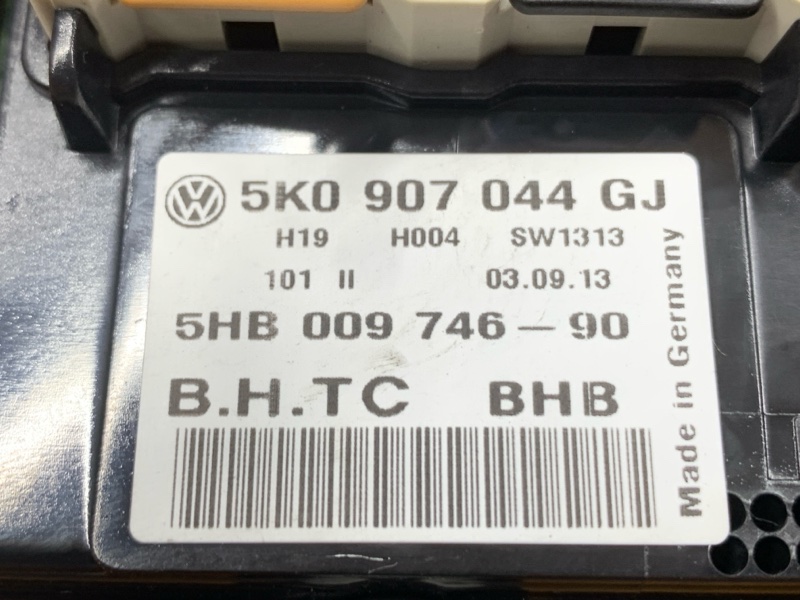 VW 5K0 907 044 GJ
H19 H004 SW1313
101 II 03.09.13
5HB 009 746-90
B.H.TC BHB
Made in Germany